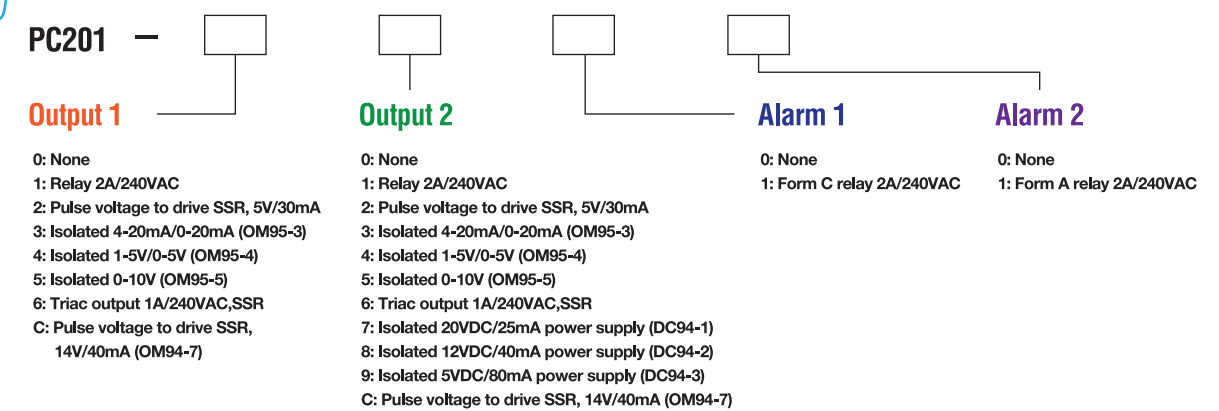 PC201 –
Output 1
0: None
1: Relay 2A/240VAC
2: Pulse voltage to drive SSR, 5V/30mA
3: Isolated 4-20mA/0-20mA (OM95-3)
4: Isolated 1-5V/0-5V (OM95-4)
5: Isolated 0-10V (OM95-5)
6: Triac output 1A/240VAC,SSR
C: Pulse voltage to drive SSR,
14V/40mA (OM94-7)
Output 2
0: None
1: Relay 2A/240VAC
2: Pulse voltage to drive SSR, 5V/30mA
3: Isolated 4-20mA/0-20mA (OM95-3)
4: Isolated 1-5V/0-5V (OM95-4)
5: Isolated 0-10V (OM95-5)
6: Triac output 1A/240VAC,SSR
7: Isolated 20VDC/25mA power supply (DC94-1)
8: Isolated 12VDC/40mA power supply (DC94-2)
9: Isolated 5VDC/80mA power supply (DC94-3)
C: Pulse voltage to drive SSR, 14V/40mA (OM94-7)
Alarm 1
0: None
1: Form C relay 2A/240VAC
Alarm 2
0: None
1: Form A relay 2A/240VAC